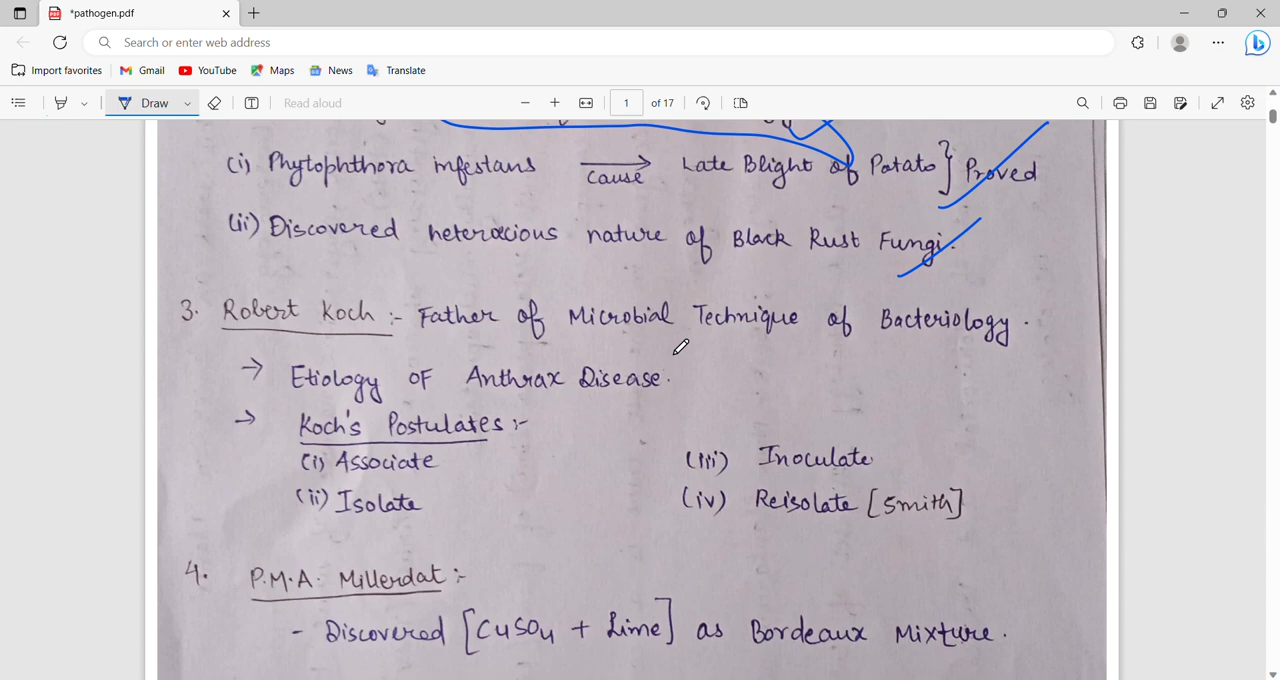 *pathogen.pdf
Search or enter web address
Import favorites Gmail YouTube Maps News Translate
Draw Read aloud 1 of 17
(i) Phytophthora infestans cause Late Blight of Potato } Proved
(ii) Discovered heteracious nature of Black Rust Fungi.
3. Robert Koch :- Father of Microbial Technique of Bacteriology.
→ Etiology of Anthrax Disease.
→ Koch's Postulates :-
(i) Associate (iii) Inoculate
(ii) Isolate (iv) Reisolate [Smith]
4. P.M.A. Millerdat :-
- Discovered [CuSO4 + Lime] as Bordeaux Mixture.